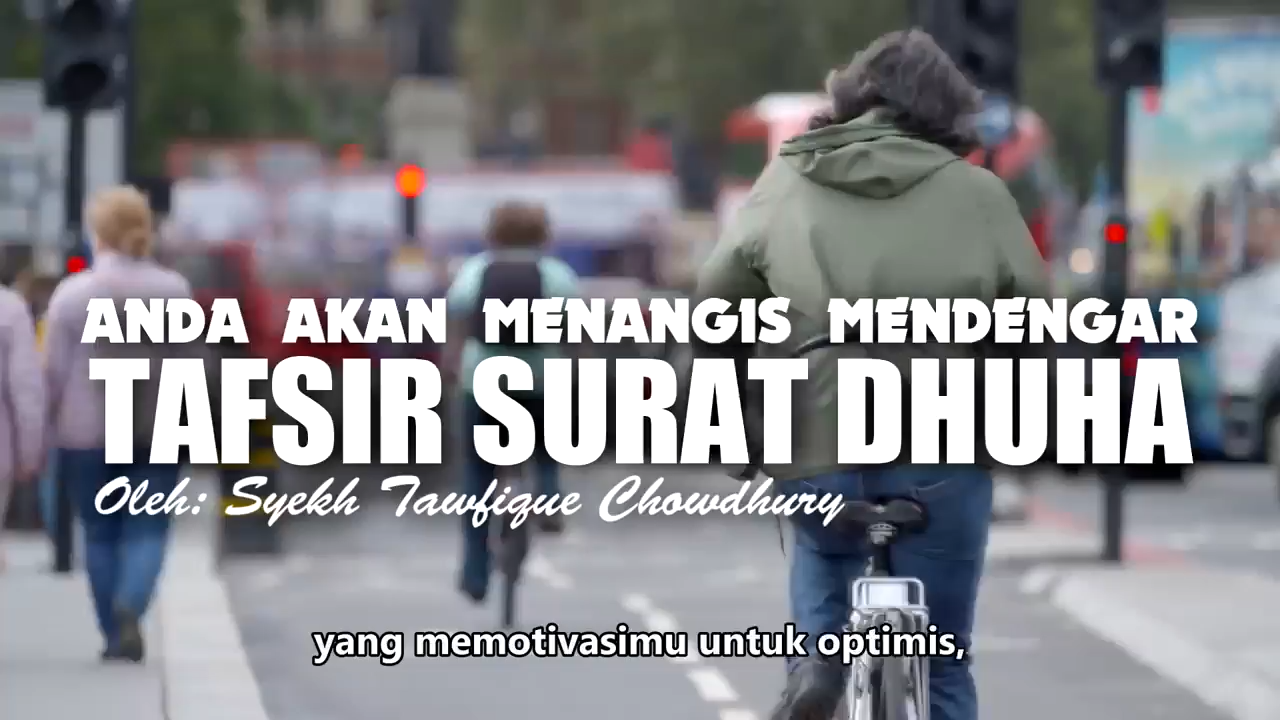 ANDA AKAN MENANGIS MENDENGAR
TAFSIR SURAT DHUHA
Oleh: Syekh Tawfique Chowdhury
yang memotivasimu untuk optimis,